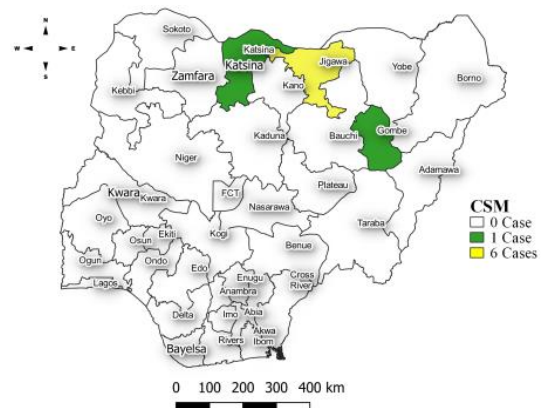 N
W E
S
Sokoto
Katsina
Katsina
Jigawa
Yobe
Borno
Zamfara
Kebbi
Kano
Kaduna
Bauchi
Gombe
Adamawa
Niger
Kwara
Kwara
FCT
Plateau
Nasarawa
Taraba
Oyo
Kogi
Osun
Ekiti
Benue
Ogun
Ondo
Edo
Lagos
Enugu
Anambra
Cross
River
Delta
Imo
Abia
Bayelsa
Rivers
Akwa
Ibom
CSM
0 Case
1 Case
6 Cases
0 100 200 300 400 km